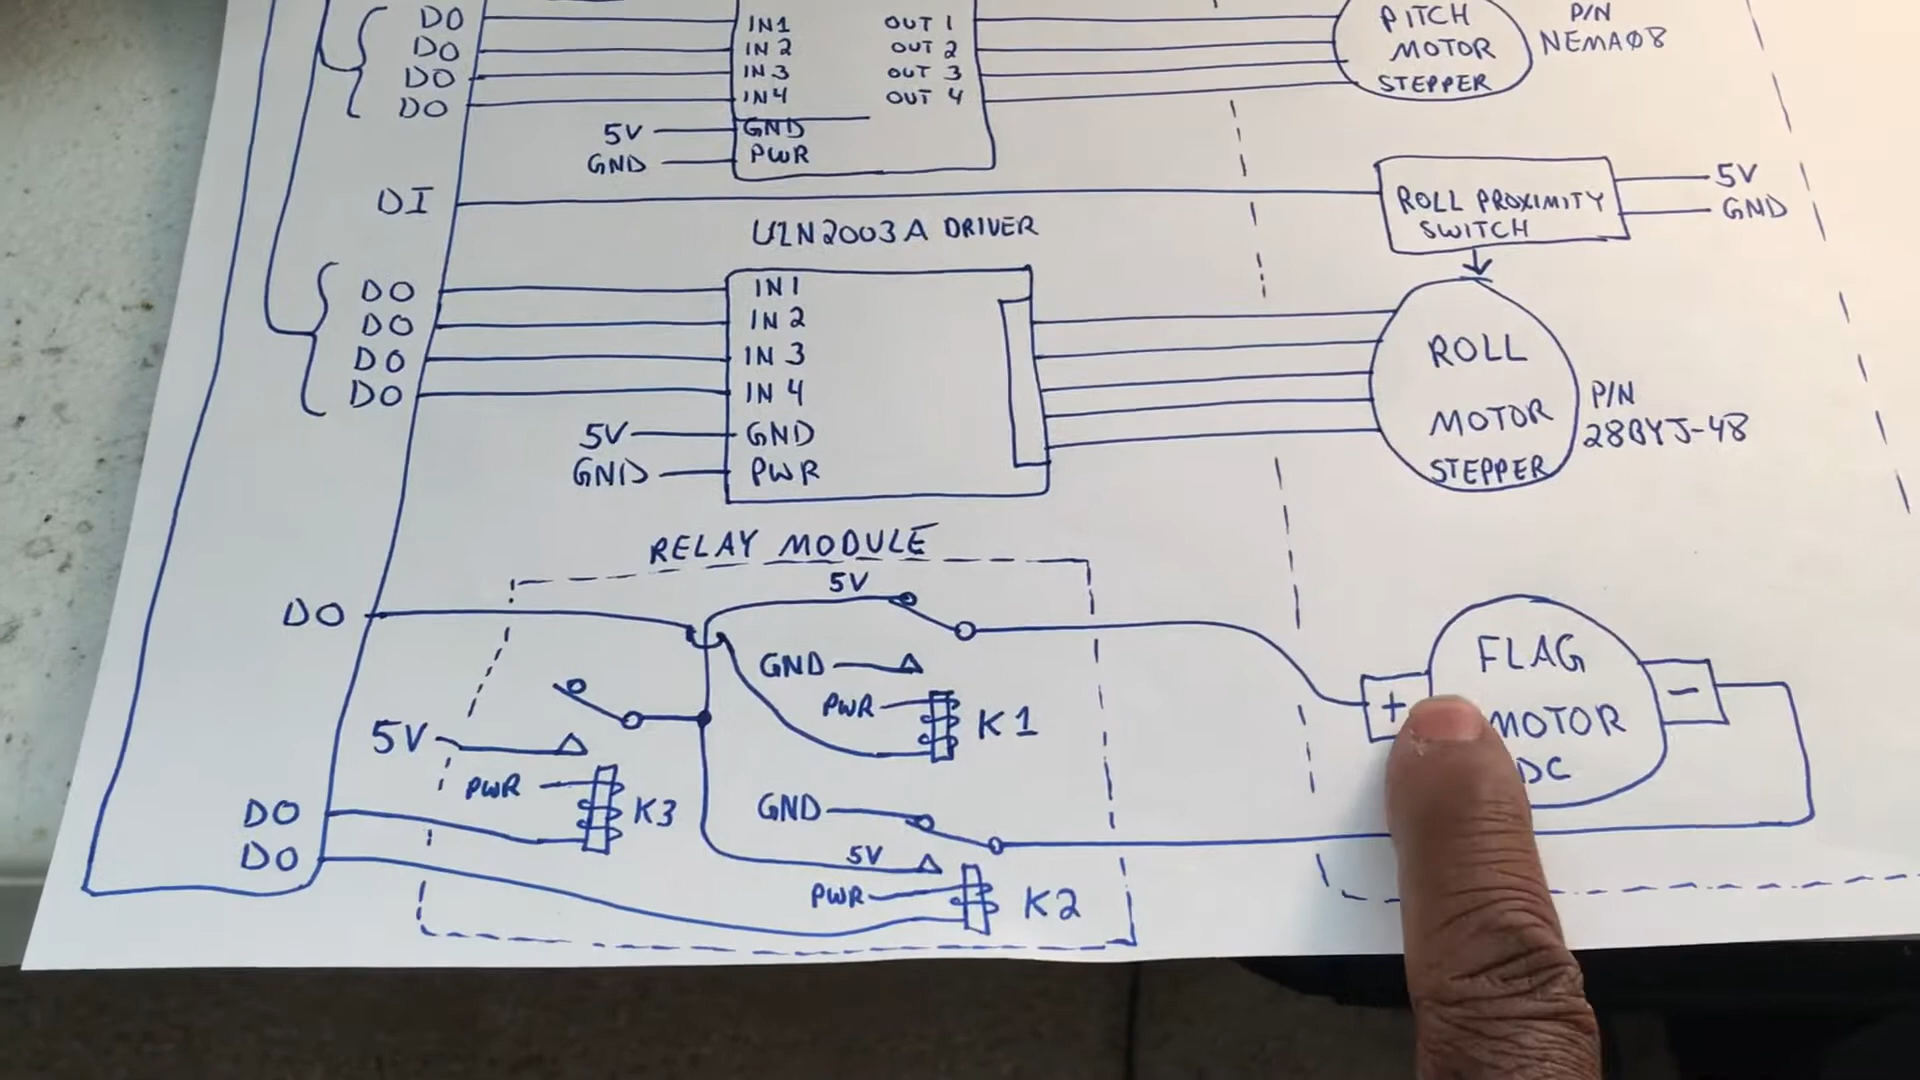 DO
DO
DO
DO
IN1
IN2
IN3
IN4
GND
PWR
OUT 1
OUT 2
OUT 3
OUT 4
5V
GND
PITCH
MOTOR
STEPPER
P/N
NEMA08
DI
ROLL PROXIMITY
SWITCH
5V
GND
ULN2003A DRIVER
DO
DO
DO
DO
IN1
IN2
IN3
IN4
GND
PWR
5V
GND
ROLL
MOTOR
STEPPER
P/N
28BYJ-48
RELAY MODULE
DO
5V
GND
PWR
K1
5V
PWR
K3
GND
5V
PWR
K2
DO
DO
+
FLAG
MOTOR
DC
-